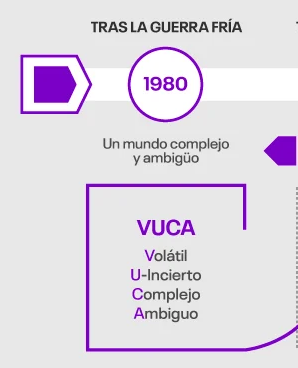 TRAS LA GUERRA FRÍA
1980
Un mundo complejo
y ambigüo
VUCA
Volátil
U-Incierto
Complejo
Ambiguo